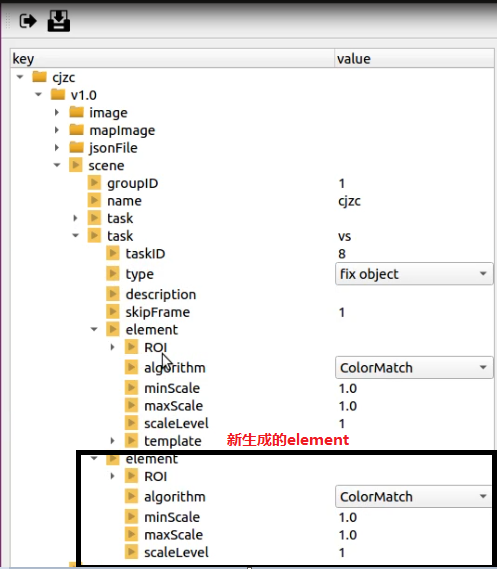 key value
cjzc
v1.0
image
mapImage
jsonFile
scene
groupID 1
name cjzc
task
task vs
taskID 8
type fix object
description
skipFrame 1
element
ROI
algorithm ColorMatch
minScale 1.0
maxScale 1.0
scaleLevel 1
template 新生成的element
element
ROI
algorithm ColorMatch
minScale 1.0
maxScale 1.0
scaleLevel 1